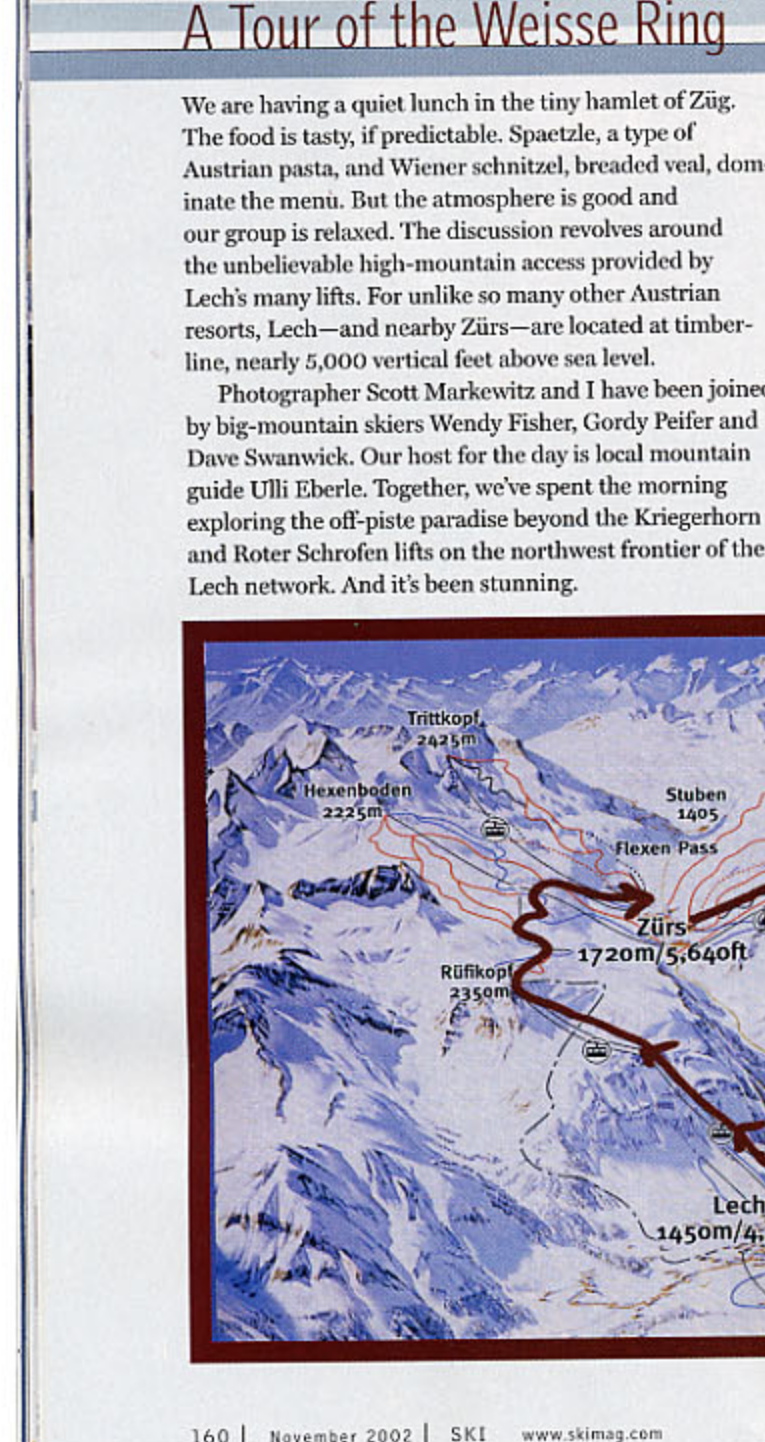 A Tour of the Weisse Ring
We are having a quiet lunch in the tiny hamlet of Züg.
The food is tasty, if predictable. Spaetzle, a type of
Austrian pasta, and Wiener schnitzel, breaded veal, dom-
inate the menu. But the atmosphere is good and
our group is relaxed. The discussion revolves around
the unbelievable high-mountain access provided by
Lech's many lifts. For unlike so many other Austrian
resorts, Lech—and nearby Zürs—are located at timber-
line, nearly 5,000 vertical feet above sea level.
Photographer Scott Markewitz and I have been joined
by big-mountain skiers Wendy Fisher, Gordy Peifer and
Dave Swanwick. Our host for the day is local mountain
guide Ulli Eberle. Together, we've spent the morning
exploring the off-piste paradise beyond the Kriegerhorn
and Roter Schrofen lifts on the northwest frontier of the
Lech network. And it's been stunning.
Trittkopf
2425m
Hexenboden
2225m
Stuben
1405
Flexen Pass
Zürs
1720m/5,640ft
Rüfikopf
2350m
Lech
1450m/4,
160 | November 2002 | SKI www.skimag.com